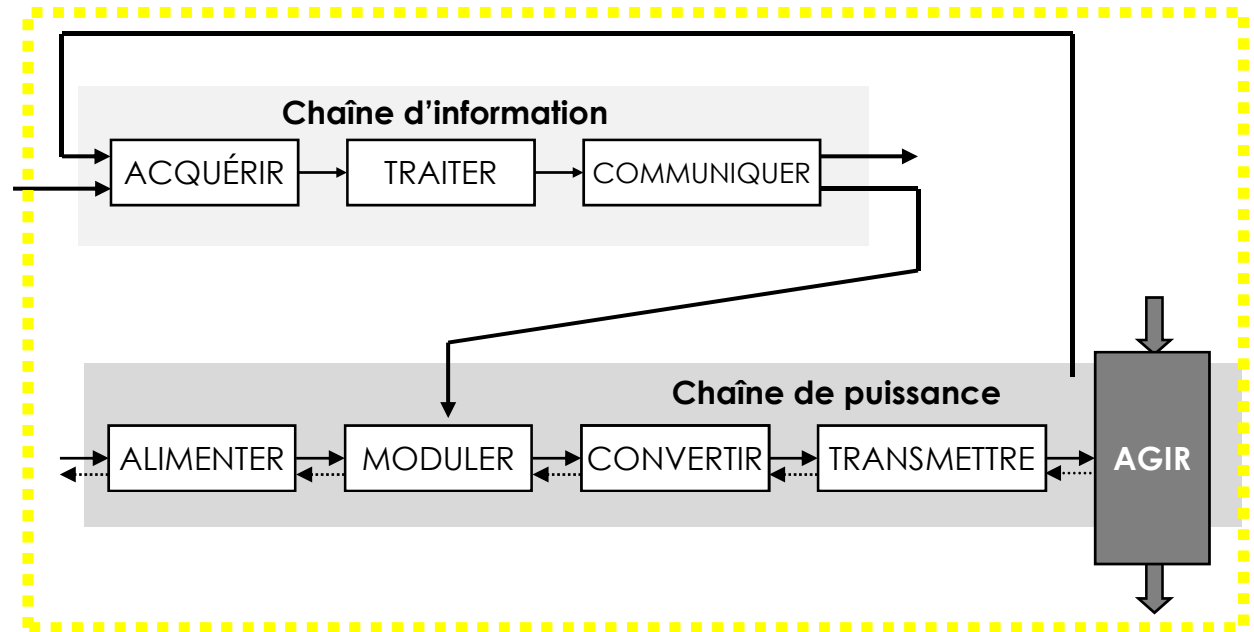 Chaîne d’information
ACQUÉRIR
TRAITER
COMMUNIQUER
Chaîne de puissance
ALIMENTER
MODULER
CONVERTIR
TRANSMETTRE
AGIR